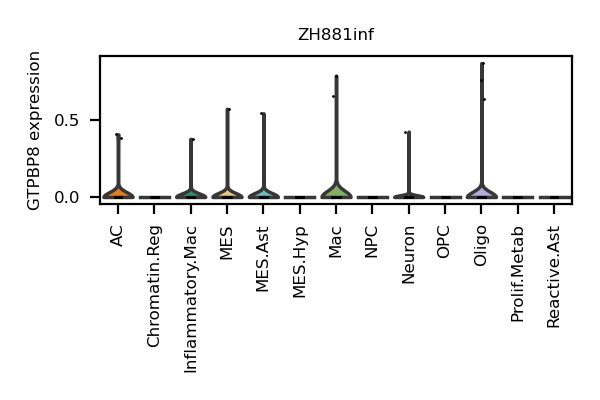 ZH881inf
GTPBP8 expression
0.5
0.0
AC
Chromatin.Reg
Inflammatory.Mac
MES
MES.Ast
MES.Hyp
Mac
NPC
Neuron
OPC
Oligo
Prolif.Metab
Reactive.Ast